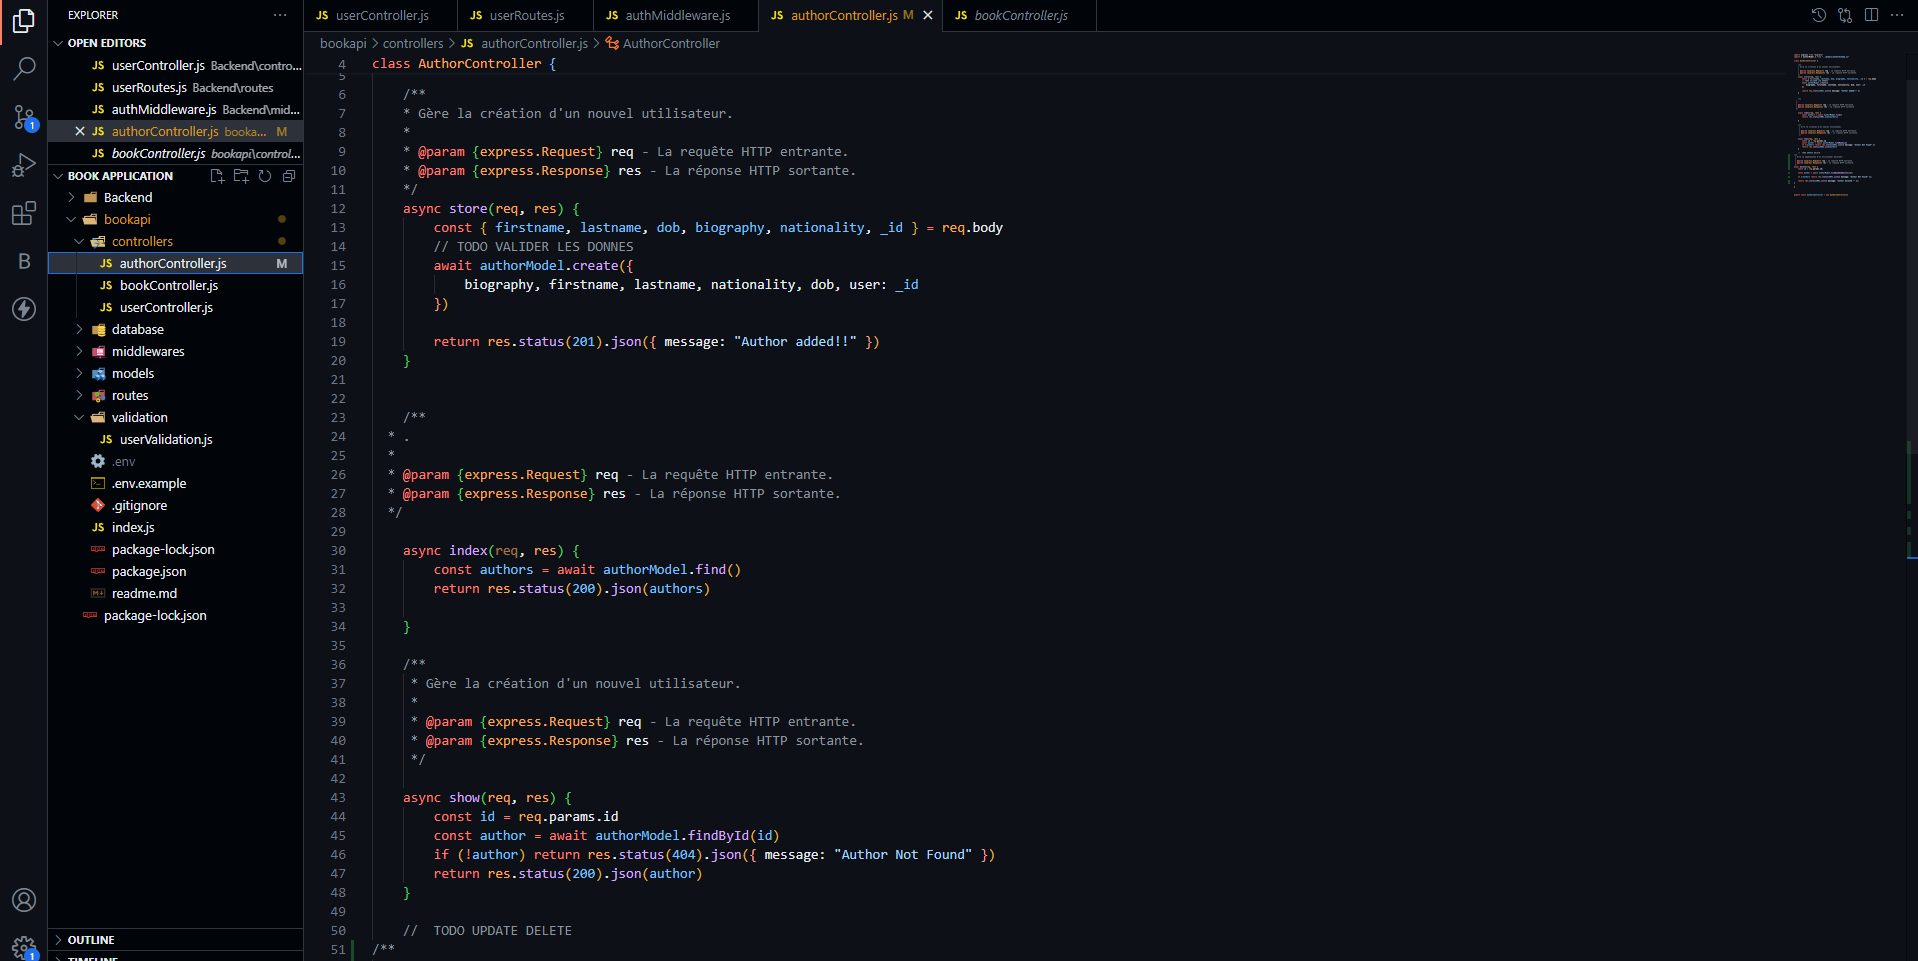 EXPLORER
OPEN EDITORS
JS userController.js Backend\contro...
JS userRoutes.js Backend\routes
JS authMiddleware.js Backend\mid...
JS authorController.js booka... M
JS bookController.js bookapi\control...
BOOK APPLICATION
Backend
bookapi
controllers
JS authorController.js M
JS bookController.js
JS userController.js
database
middlewares
models
routes
validation
JS userValidation.js
.env
.env.example
.gitignore
JS index.js
package-lock.json
package.json
readme.md
package-lock.json
OUTLINE
TIMELINE
1
B
1
JS userController.js JS userRoutes.js JS authMiddleware.js JS authorController.js M JS bookController.js
bookapi > controllers > JS authorController.js > AuthorController
4 class AuthorController {
5
6 /**
7 * Gère la création d'un nouvel utilisateur.
8 *
9 * @param {express.Request} req - La requête HTTP entrante.
10 * @param {express.Response} res - La réponse HTTP sortante.
11 */
12 async store(req, res) {
13 const { firstname, lastname, dob, biography, nationality, _id } = req.body
14 // TODO VALIDER LES DONNES
15 await authorModel.create({
16 biography, firstname, lastname, nationality, dob, user: _id
17 })
18
19 return res.status(201).json({ message: "Author added!!" })
20 }
21
22
23 /**
24 * .
25 *
26 * @param {express.Request} req - La requête HTTP entrante.
27 * @param {express.Response} res - La réponse HTTP sortante.
28 */
29
30 async index(req, res) {
31 const authors = await authorModel.find()
32 return res.status(200).json(authors)
33
34 }
35
36 /**
37 * Gère la création d'un nouvel utilisateur.
38 *
39 * @param {express.Request} req - La requête HTTP entrante.
40 * @param {express.Response} res - La réponse HTTP sortante.
41 */
42
43 async show(req, res) {
44 const id = req.params.id
45 const author = await authorModel.findById(id)
46 if (!author) return res.status(404).json({ message: "Author Not Found" })
47 return res.status(200).json(author)
48 }
49
50 // TODO UPDATE DELETE
51 /**